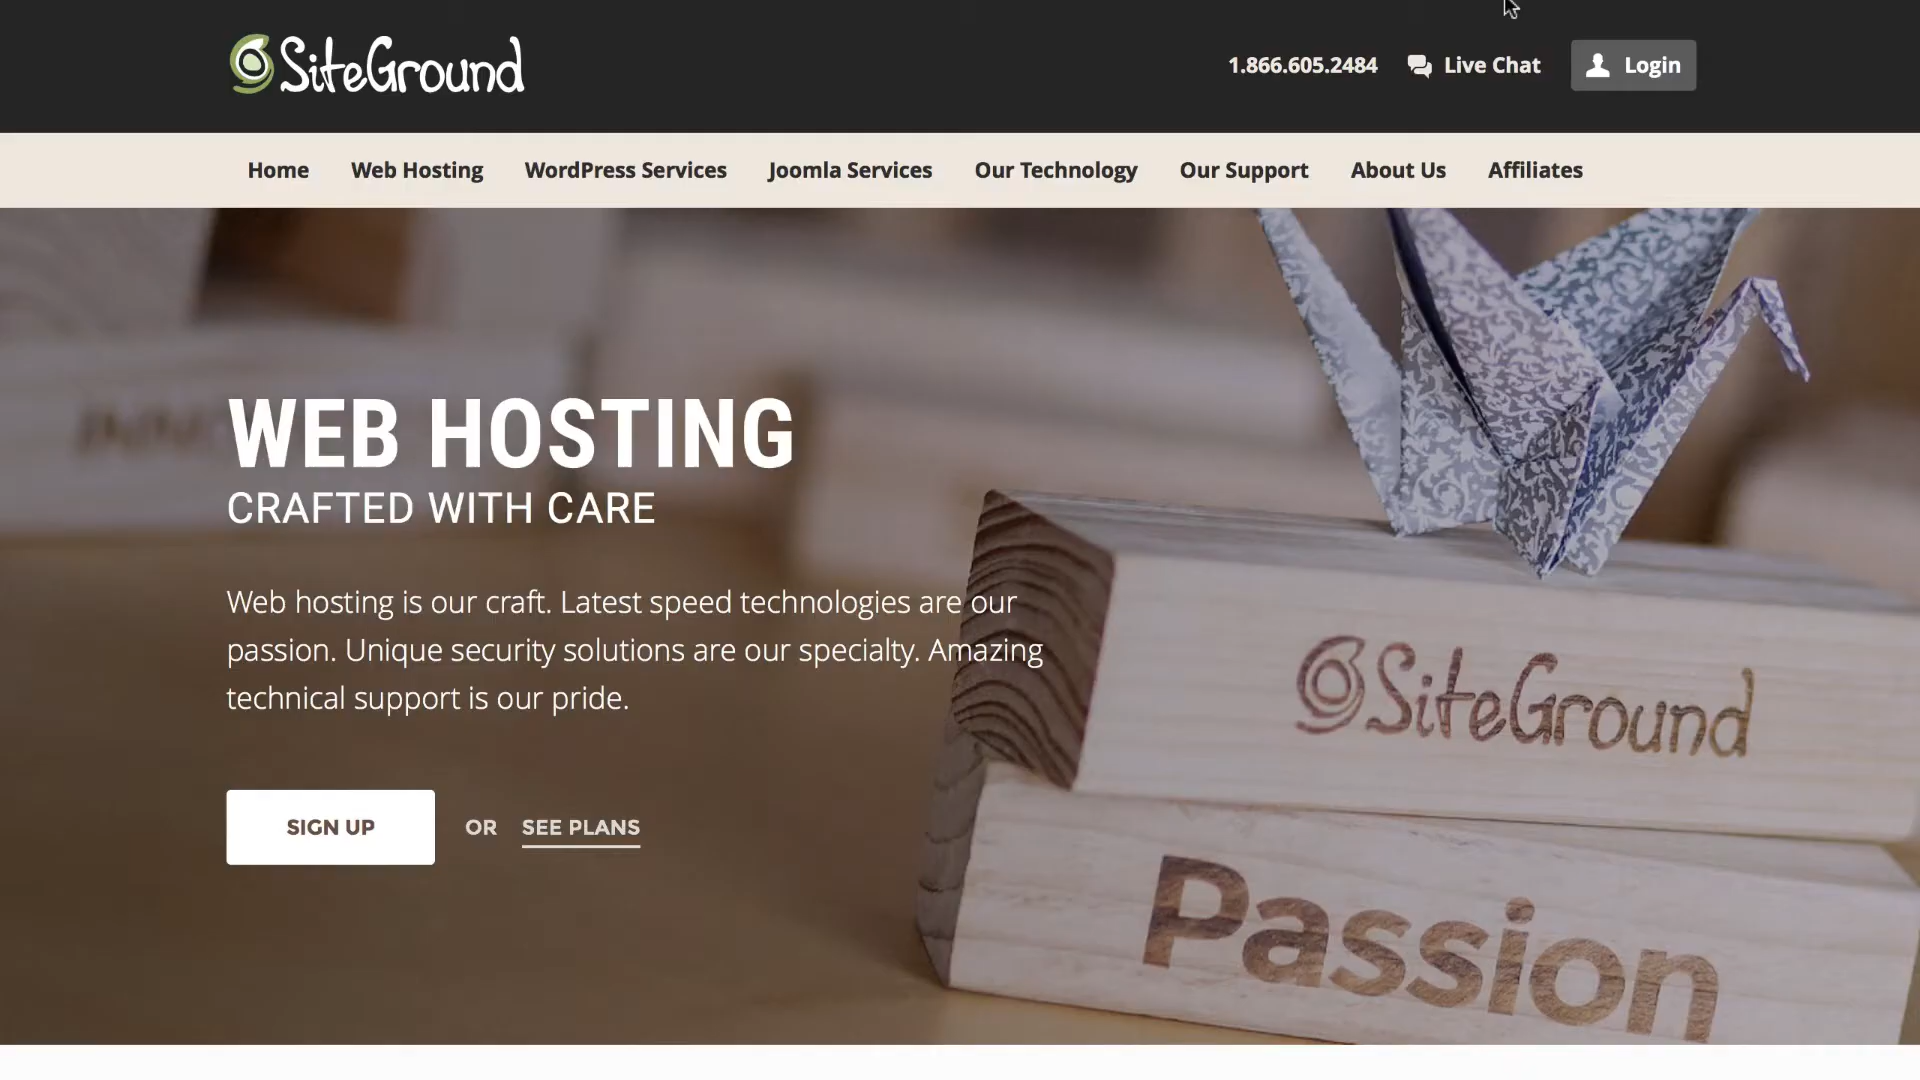 SiteGround
1.866.605.2484 Live Chat Login
Home Web Hosting WordPress Services Joomla Services Our Technology Our Support About Us Affiliates
WEB HOSTING
CRAFTED WITH CARE
Web hosting is our craft. Latest speed technologies are our
passion. Unique security solutions are our specialty. Amazing
technical support is our pride.
SIGN UP OR SEE PLANS
SiteGround
Passion